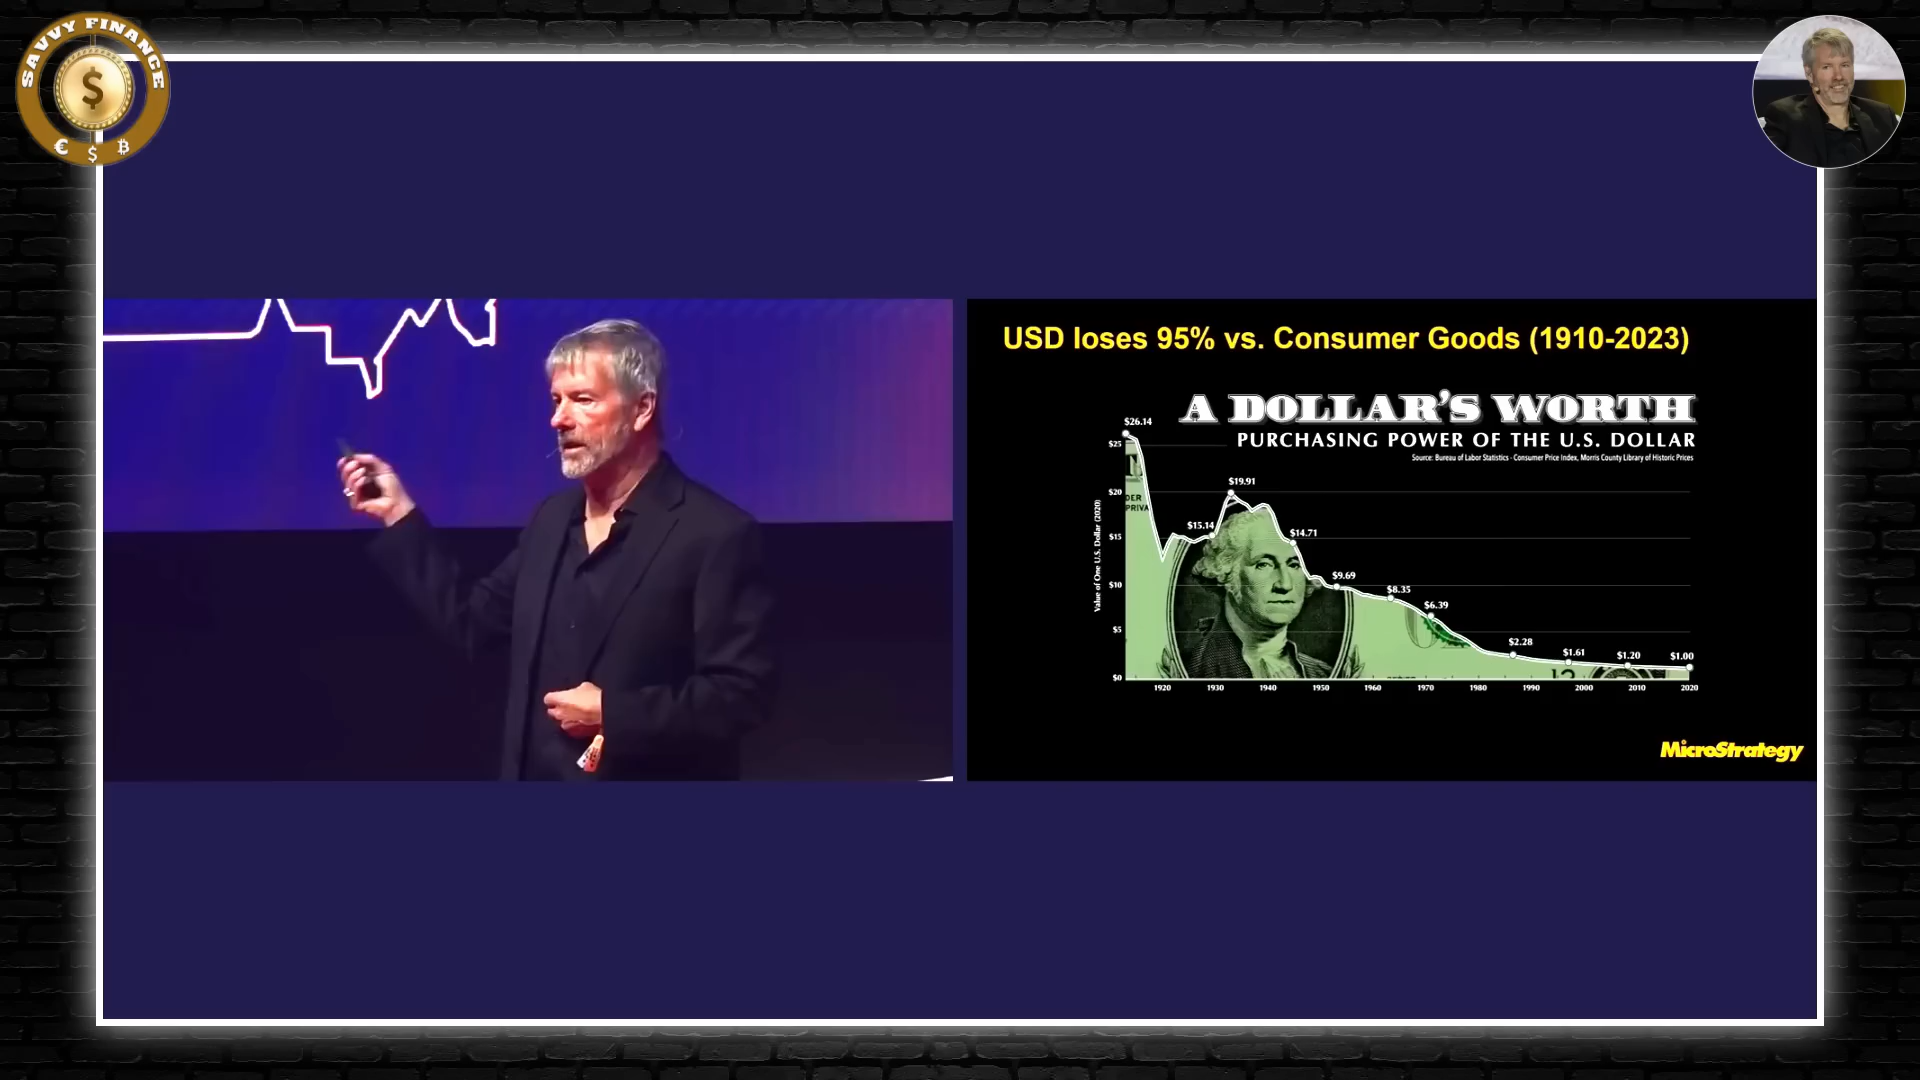 SAVVY FINANCE
$
€ $ ₿
USD loses 95% vs. Consumer Goods (1910-2023)
A DOLLAR'S WORTH
PURCHASING POWER OF THE U.S. DOLLAR
Source: Bureau of Labor Statistics - Consumer Price Index, Morris County Library of Historic Prices
Value of One U.S. Dollar (2020)
$25
$20
$15
$10
$5
$0
$26.14
$15.14
$19.91
$14.71
$9.69
$8.35
$6.39
$2.28
$1.61
$1.20
$1.00
DER
PRIVA
12
1920 1930 1940 1950 1960 1970 1980 1990 2000 2010 2020
MicroStrategy